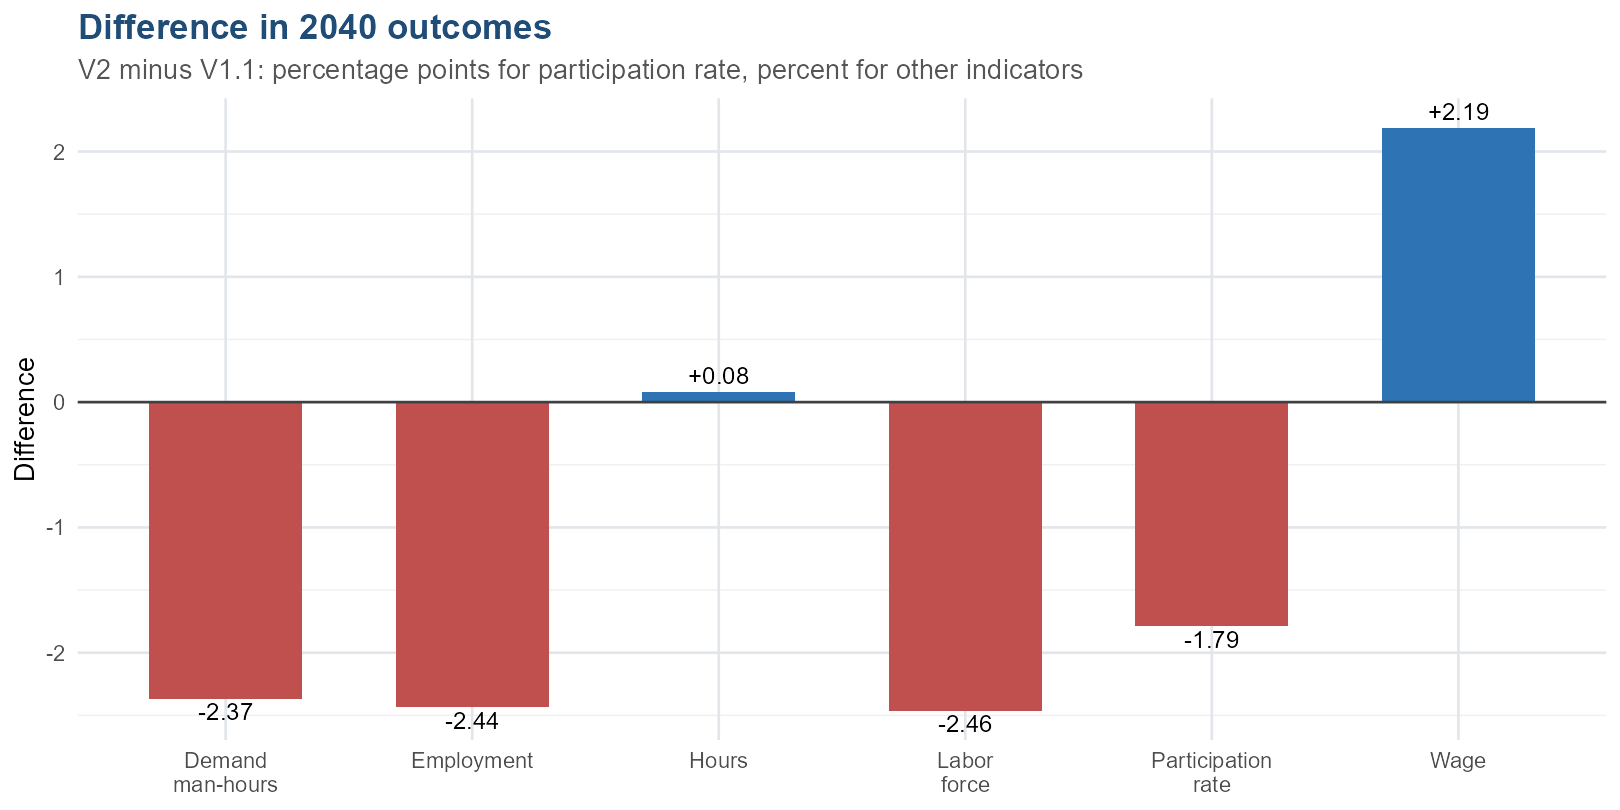 Difference in 2040 outcomes
V2 minus V1.1: percentage points for participation rate, percent for other indicators
+2.19
2
1
+0.08
0
Difference
-1
-1.79
-2
-2.37
-2.44
-2.46
Demand
man-hours
Employment
Hours
Labor
force
Participation
rate
Wage